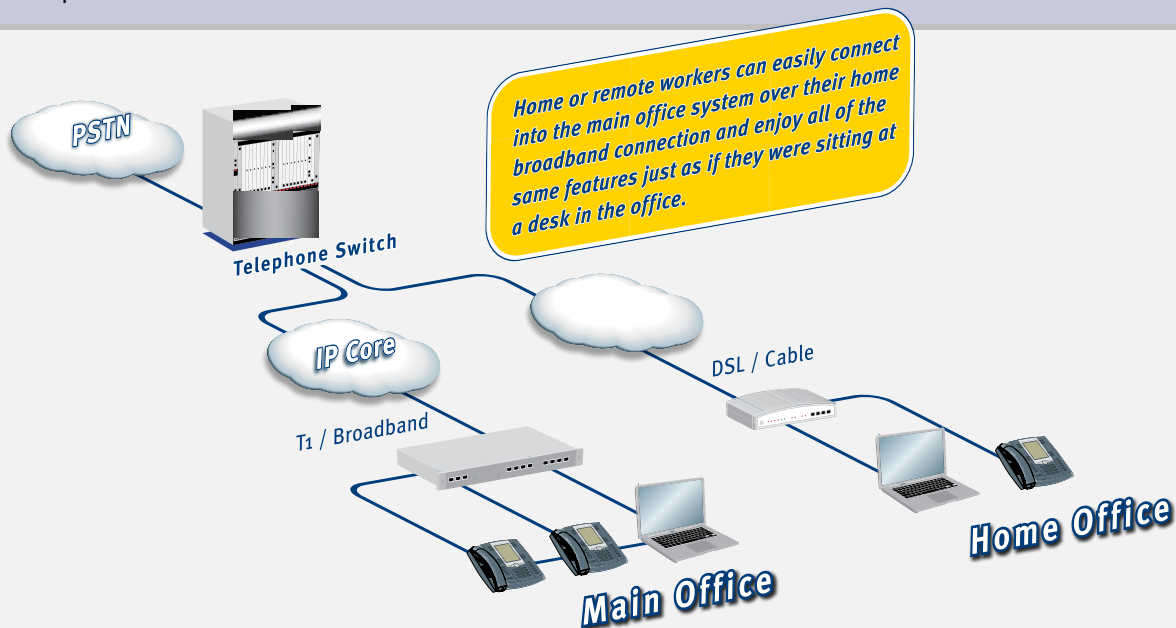 PSTN
Home or remote workers can easily connect
into the main office system over their home
broadband connection and enjoy all of the
same features just as if they were sitting at
a desk in the office.
Telephone Switch
IP Core
DSL / Cable
T1 / Broadband
Home Office
Main Office